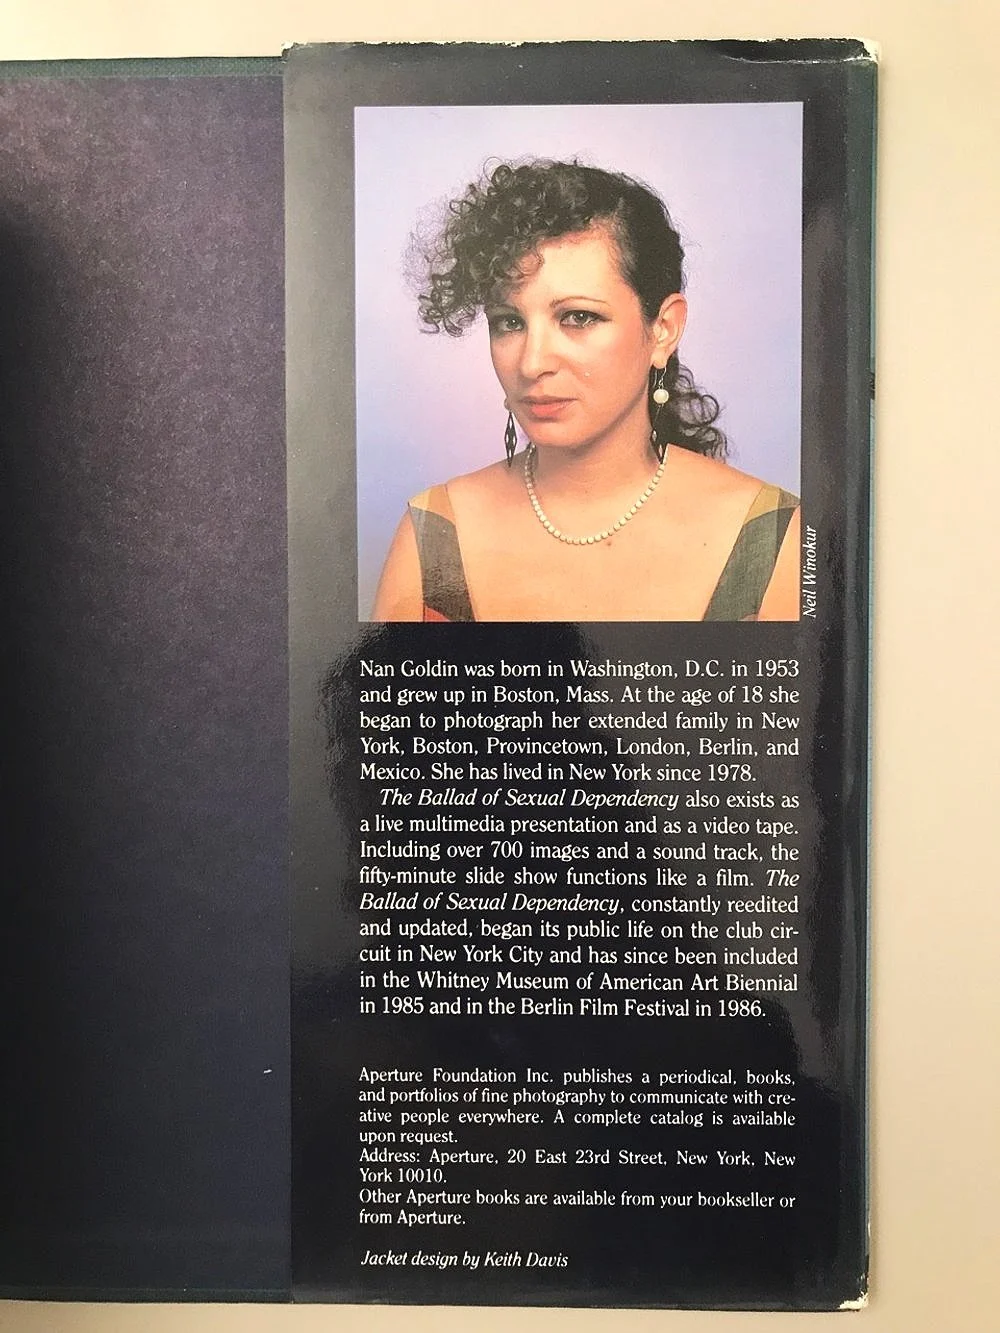 Neil Winokur
Nan Goldin was born in Washington, D.C. in 1953
and grew up in Boston, Mass. At the age of 18 she
began to photograph her extended family in New
York, Boston, Provincetown, London, Berlin, and
Mexico. She has lived in New York since 1978.
The Ballad of Sexual Dependency also exists as
a live multimedia presentation and as a video tape.
Including over 700 images and a sound track, the
fifty-minute slide show functions like a film. The
Ballad of Sexual Dependency, constantly reedited
and updated, began its public life on the club cir-
cuit in New York City and has since been included
in the Whitney Museum of American Art Biennial
in 1985 and in the Berlin Film Festival in 1986.
Aperture Foundation Inc. publishes a periodical, books,
and portfolios of fine photography to communicate with cre-
ative people everywhere. A complete catalog is available
upon request.
Address: Aperture, 20 East 23rd Street, New York, New
York 10010.
Other Aperture books are available from your bookseller or
from Aperture.
Jacket design by Keith Davis